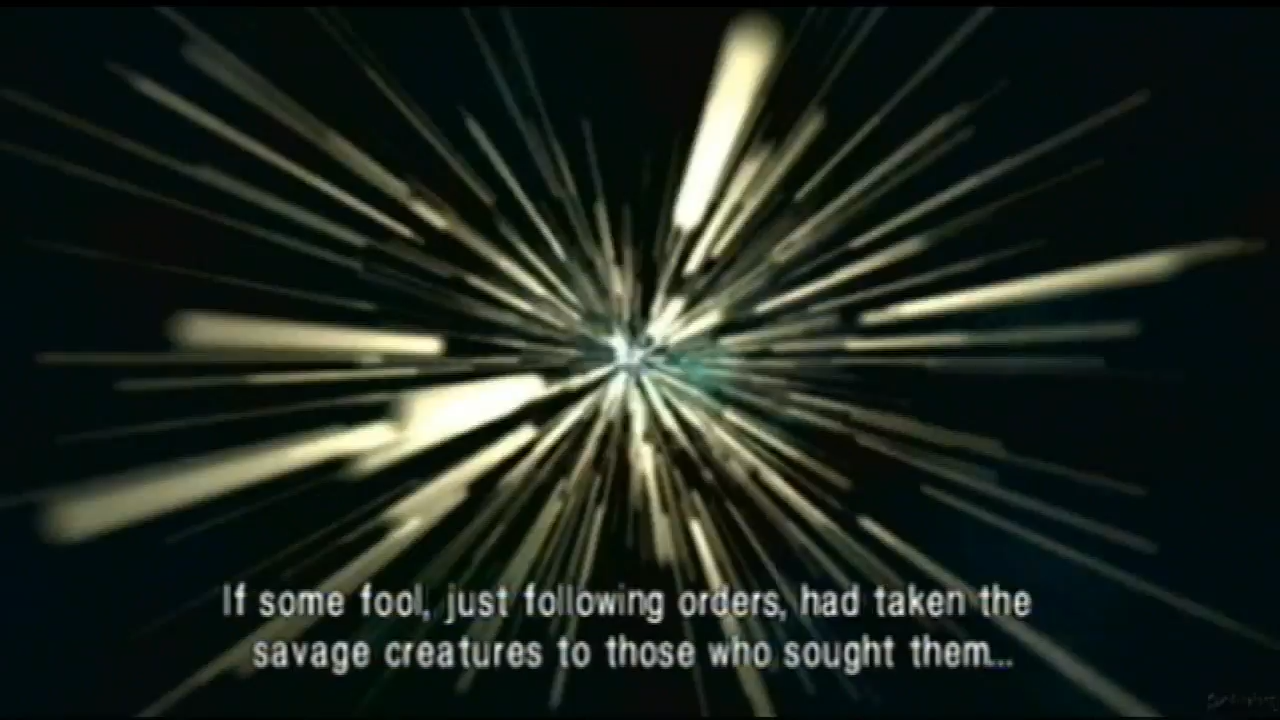 If some fool, just following orders, had taken the
savage creatures to those who sought them...